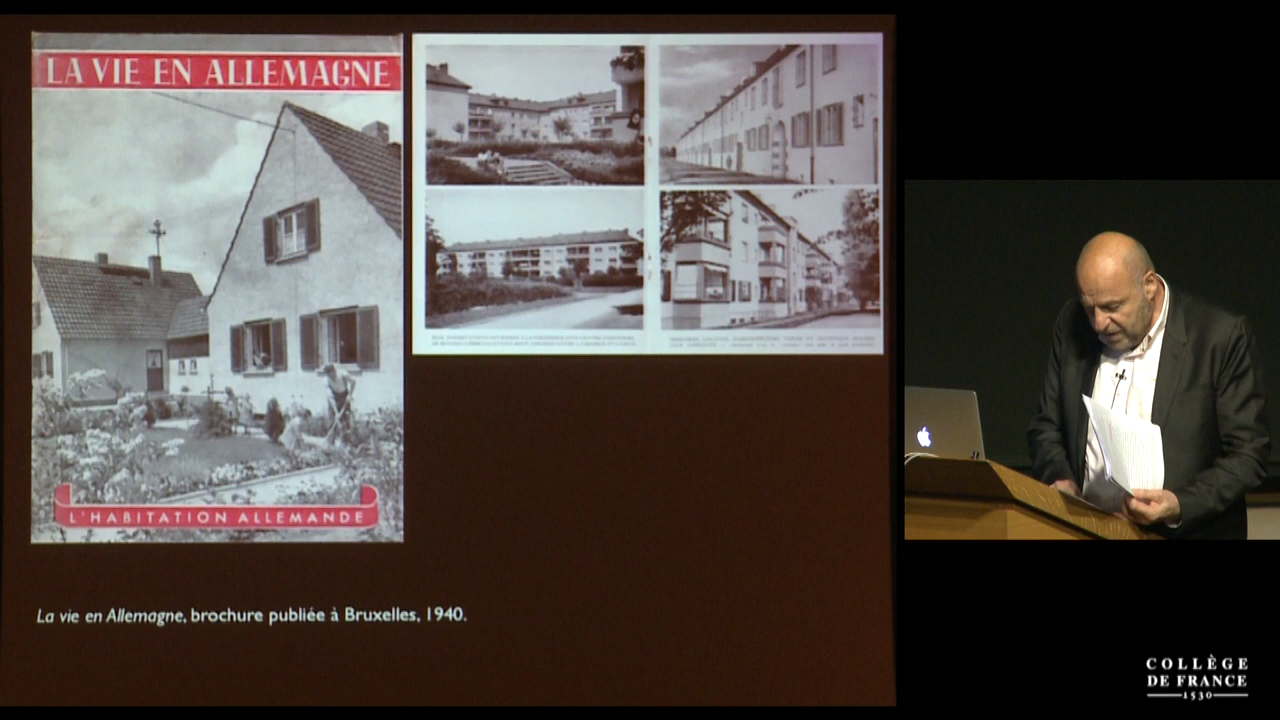 LA VIE EN ALLEMAGNE
L'HABITATION ALLEMANDE
La vie en Allemagne, brochure publiée à Bruxelles, 1940.
COLLÈGE
DE FRANCE
1530